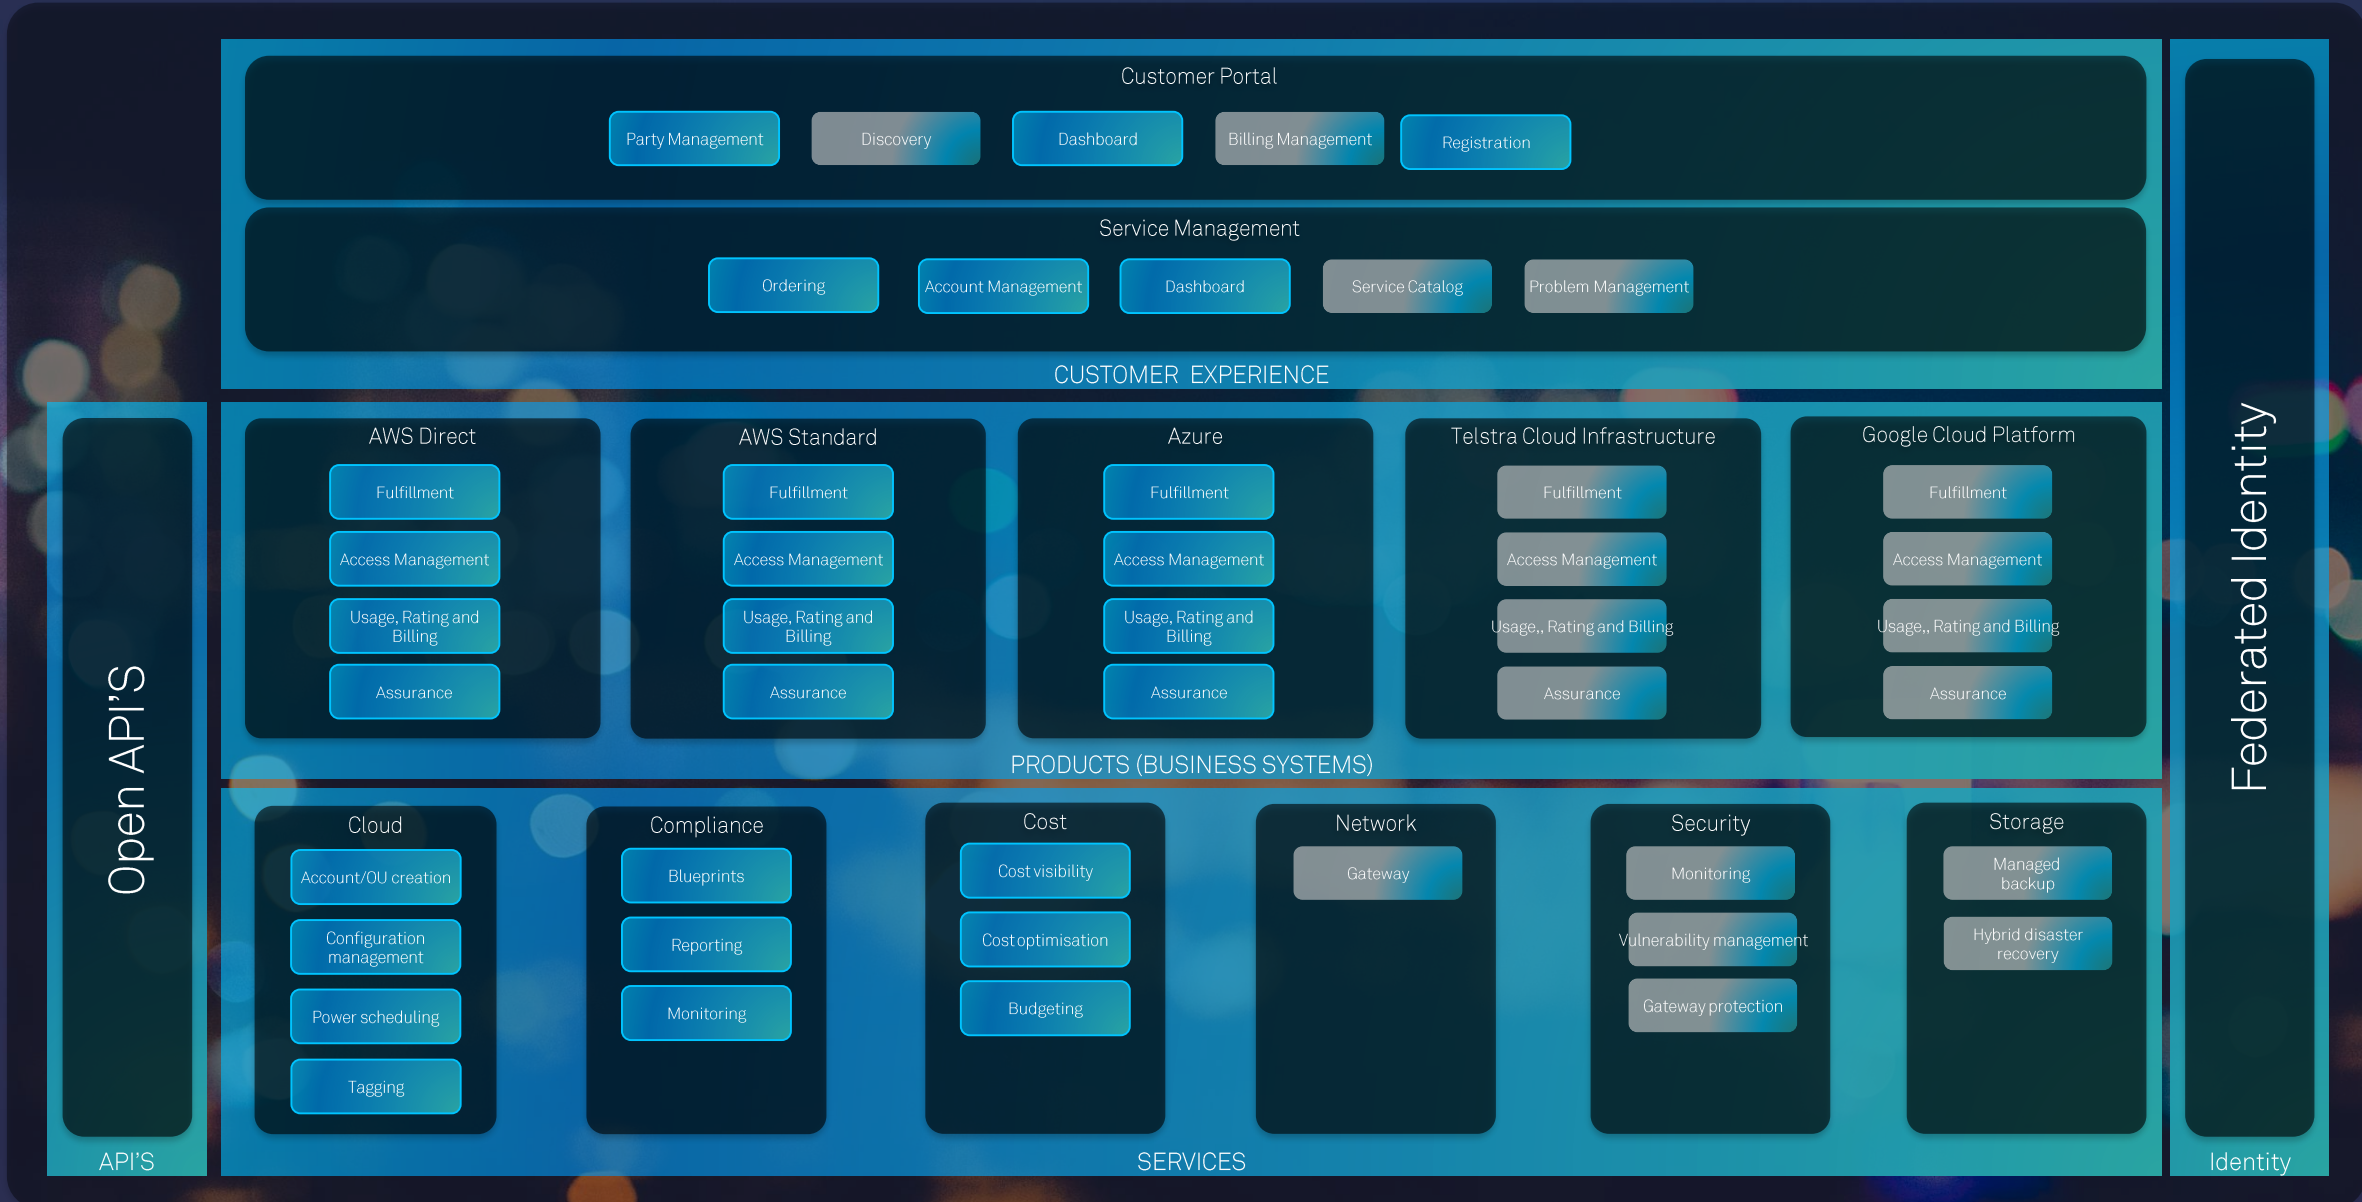 Customer Portal
Party Management
Discovery
Dashboard
Billing Management
Registration
Service Management
Ordering
Account Management
Dashboard
Service Catalog
Problem Management
CUSTOMER EXPERIENCE
Open API'S
API'S
AWS Direct
Fulfillment
Access Management
Usage, Rating and
Billing
Assurance
AWS Standard
Fulfillment
Access Management
Usage, Rating and
Billing
Assurance
Azure
Fulfillment
Access Management
Usage, Rating and
Billing
Assurance
Telstra Cloud Infrastructure
Fulfillment
Access Management
Usage,, Rating and Billing
Assurance
Google Cloud Platform
Fulfillment
Access Management
Usage,, Rating and Billing
Assurance
PRODUCTS (BUSINESS SYSTEMS)
Cloud
Account/OU creation
Configuration
management
Power scheduling
Tagging
Compliance
Blueprints
Reporting
Monitoring
Cost
Cost visibility
Cost optimisation
Budgeting
Network
Gateway
Security
Monitoring
Vulnerability management
Gateway protection
Storage
Managed
backup
Hybrid disaster
recovery
SERVICES
Federated Identity
Identity